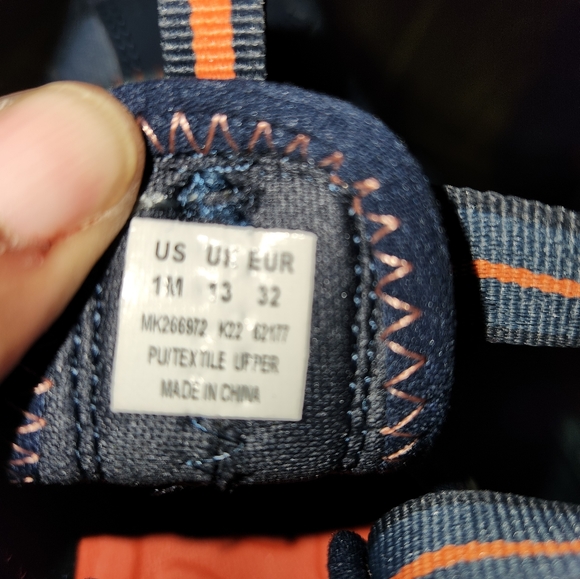 US UK EUR
1M 13 32
MK266972 K22 62177
PU/TEXTILE UPPER
MADE IN CHINA